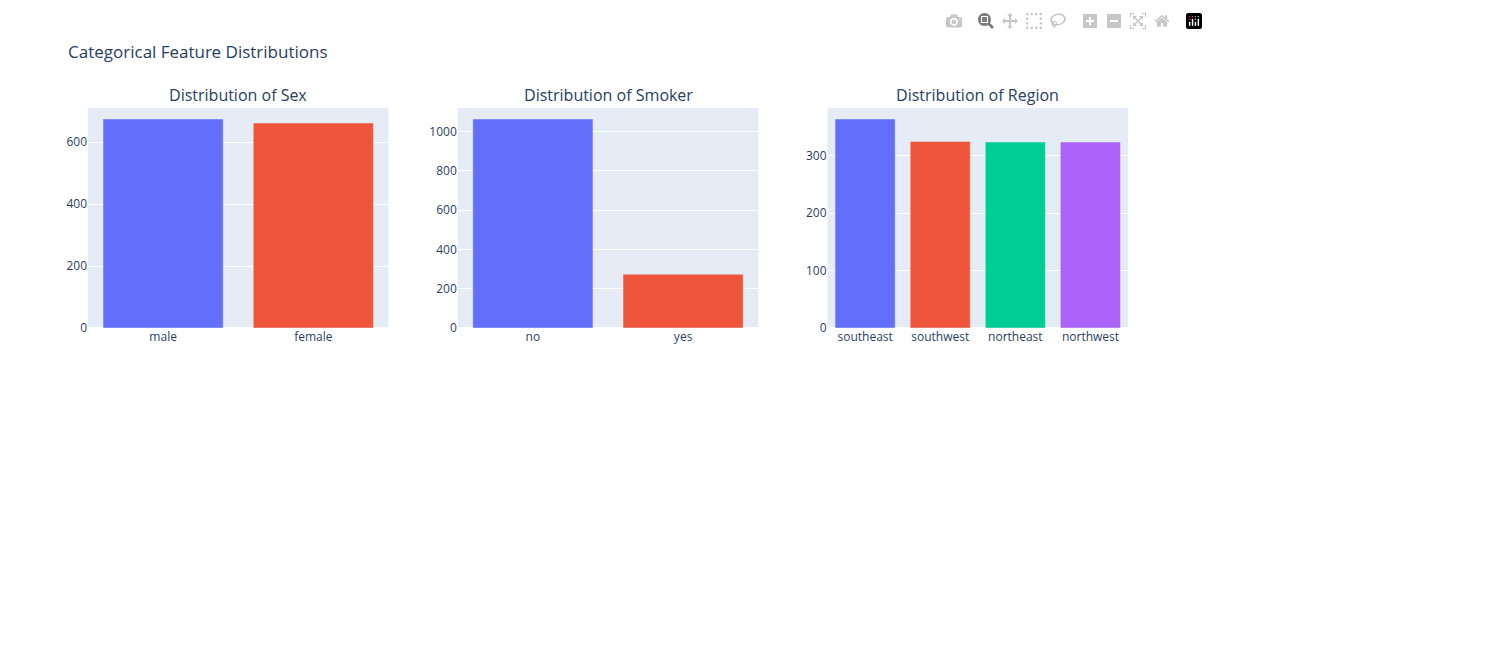 Categorical Feature Distributions
Distribution of Sex
600
400
200
0
male female
Distribution of Smoker
1000
800
600
400
200
0
no yes
Distribution of Region
300
200
100
0
southeast southwest northeast northwest